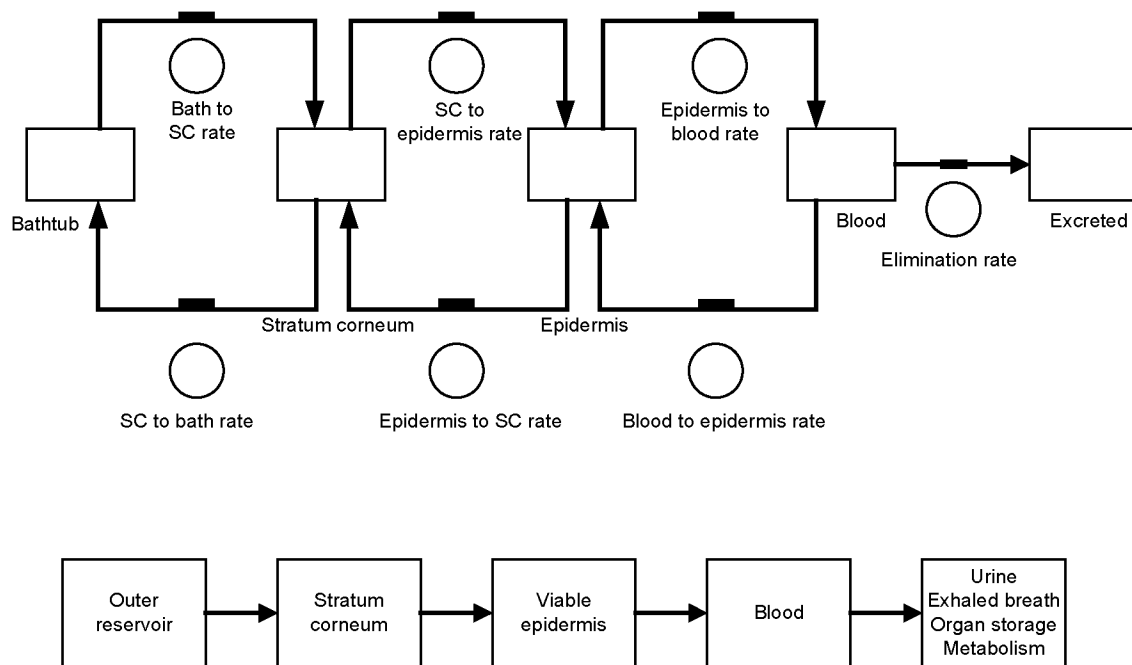 Bath to
SC rate
SC to
epidermis rate
Epidermis to
blood rate
Bathtub
Blood
Excreted
Elimination rate
Stratum corneum
Epidermis
SC to bath rate
Epidermis to SC rate
Blood to epidermis rate
Outer
reservoir
Stratum
corneum
Viable
epidermis
Blood
Urine
Exhaled breath
Organ storage
Metabolism